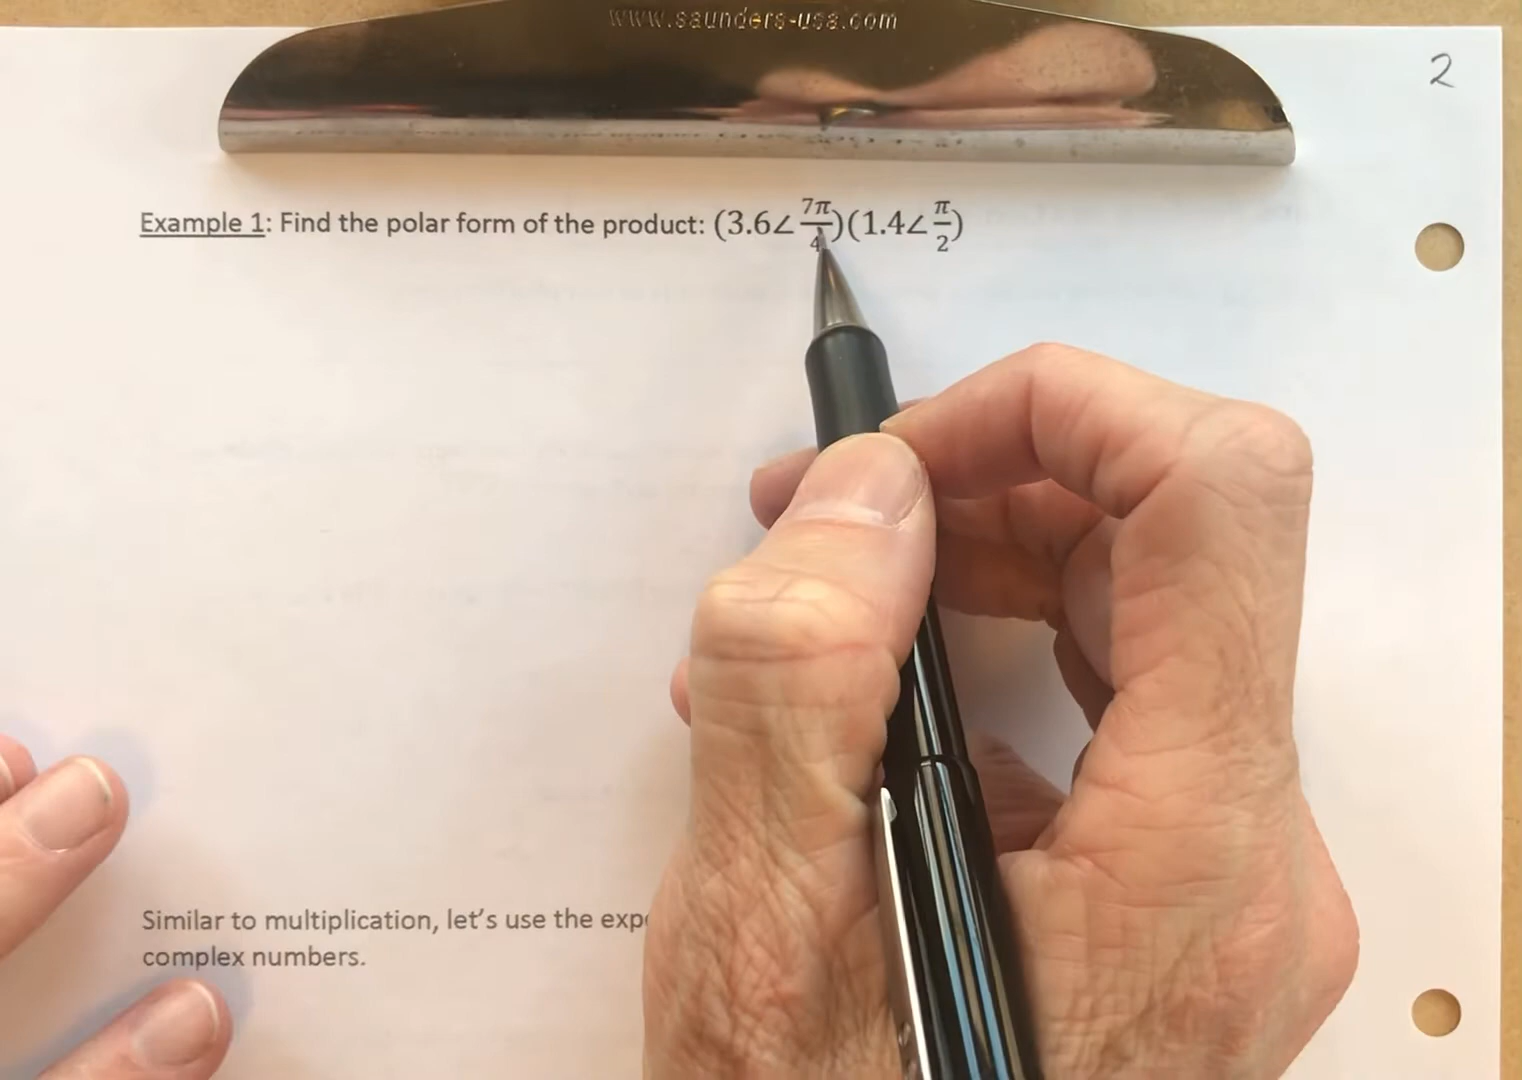 www.saunders-usa.com
2
Example 1: Find the polar form of the product: (3.6∠7π/4)(1.4∠π/2)
Similar to multiplication, let's use the
complex numbers.